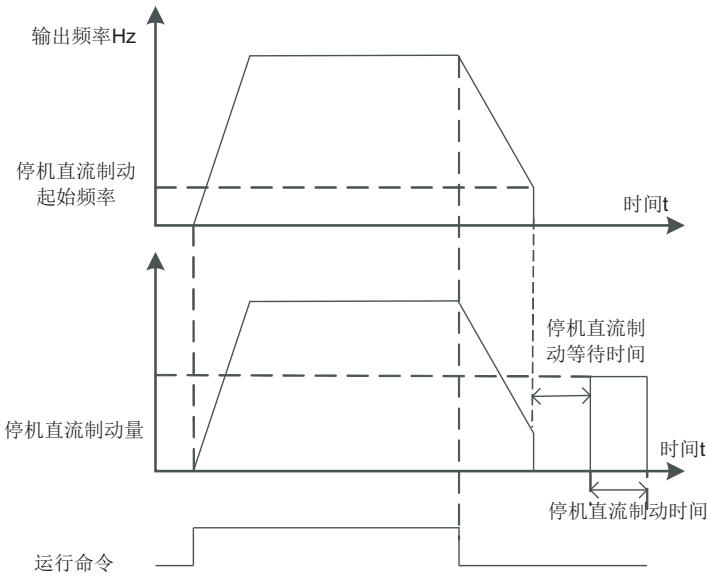 输出频率Hz
停机直流制动
起始频率
时间t
停机直流制
动等待时间
停机直流制动量
时间t
停机直流制动时间
运行命令